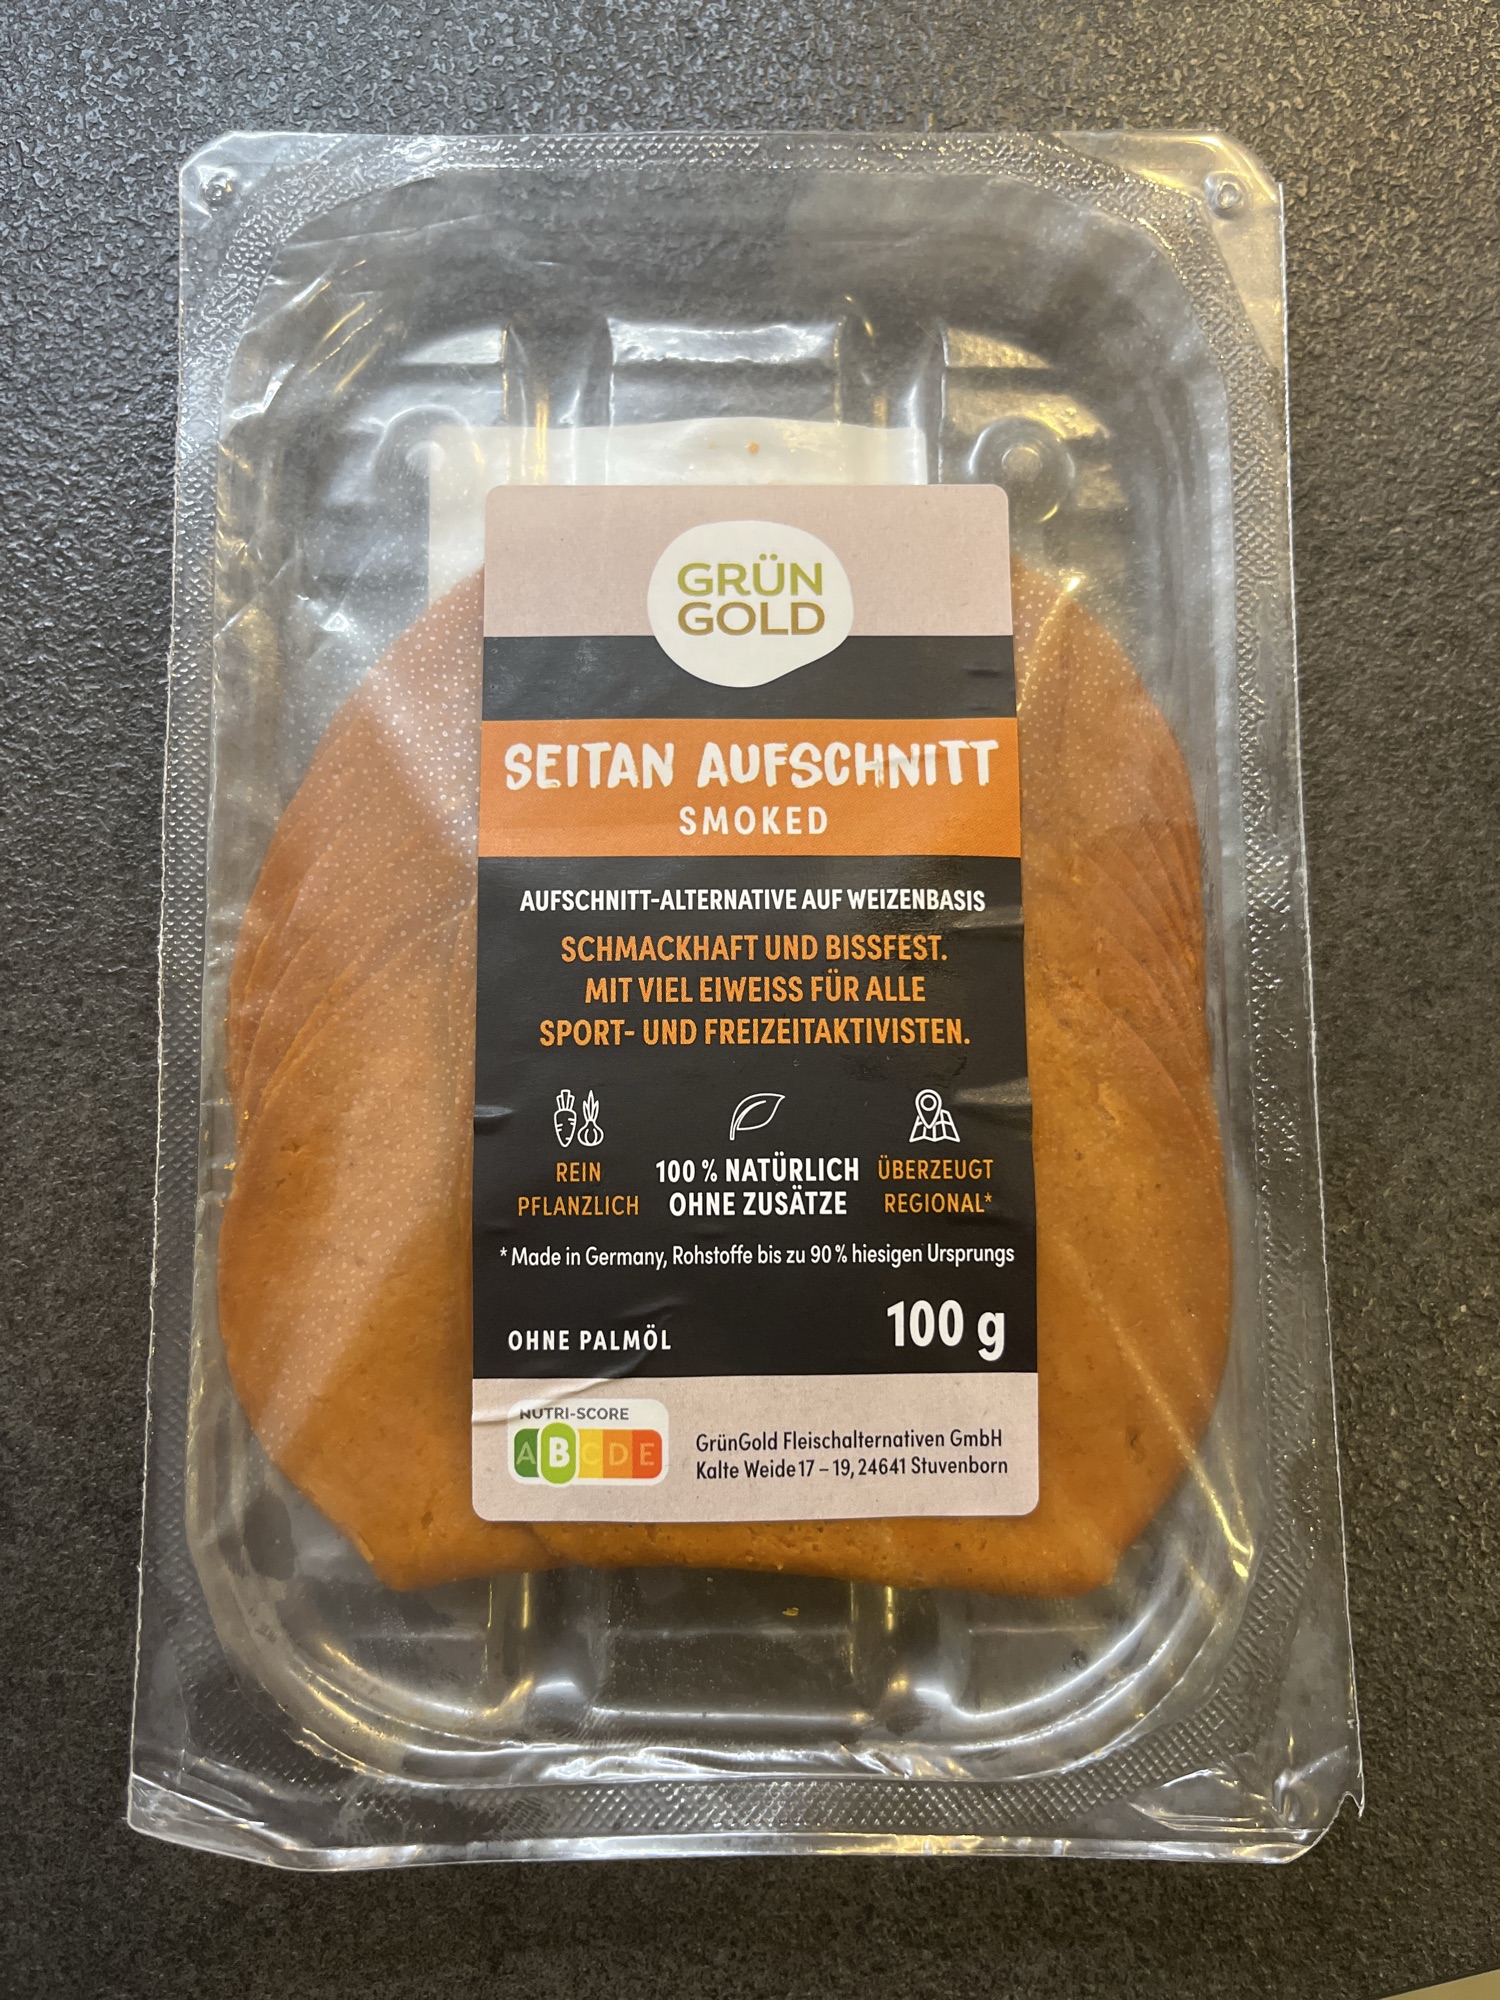 GRÜN
GOLD
SEITAN AUFSCHNITT
SMOKED
AUFSCHNITT-ALTERNATIVE AUF WEIZENBASIS
SCHMACKHAFT UND BISSFEST.
MIT VIEL EIWEISS FÜR ALLE
SPORT- UND FREIZEITAKTIVISTEN.
REIN
PFLANZLICH
100 % NATÜRLICH
OHNE ZUSÄTZE
ÜBERZEUGT
REGIONAL*
* Made in Germany, Rohstoffe bis zu 90 % hiesigen Ursprungs
OHNE PALMÖL
100 g
NUTRI-SCORE
A B C D E
GrünGold Fleischalternativen GmbH
Kalte Weide 17 – 19, 24641 Stuvenborn